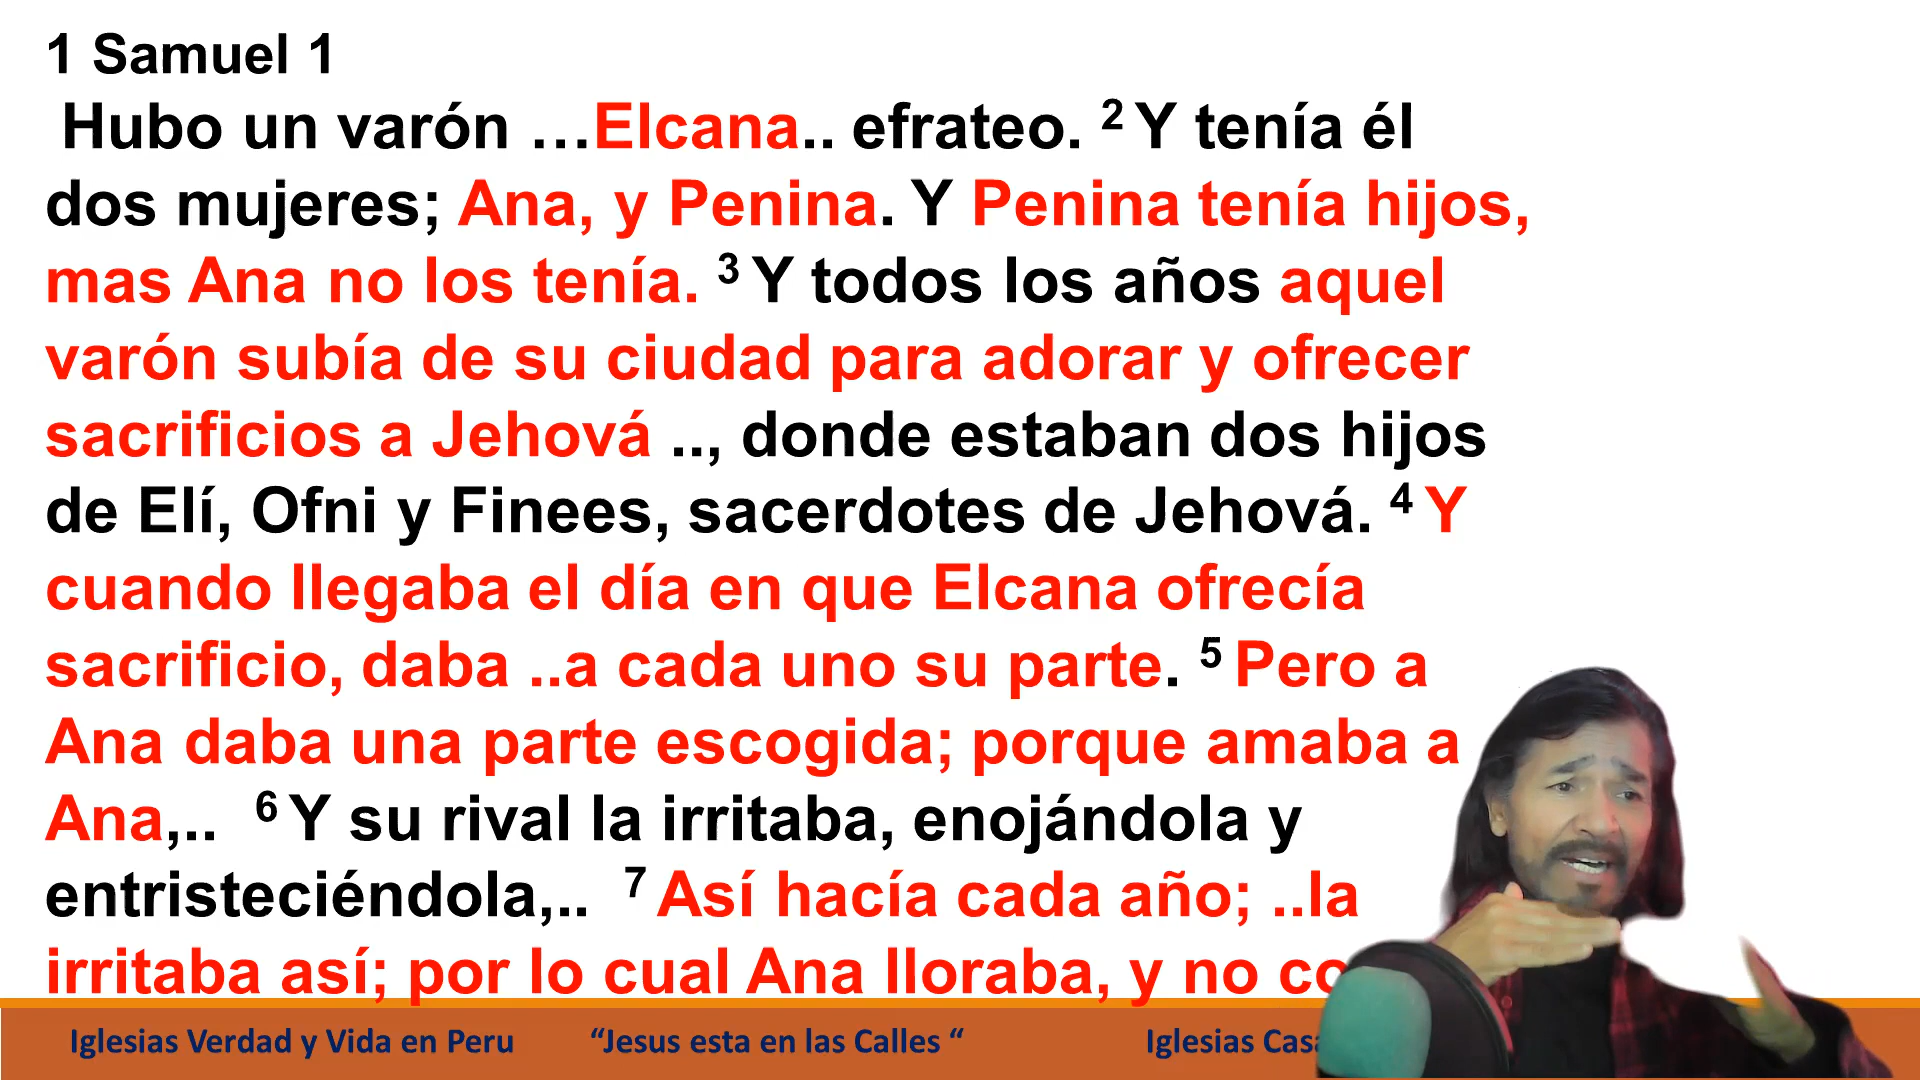 1 Samuel 1
Hubo un varón …Elcana.. efrateo. 2 Y tenía él
dos mujeres; Ana, y Penina. Y Penina tenía hijos,
mas Ana no los tenía. 3 Y todos los años aquel
varón subía de su ciudad para adorar y ofrecer
sacrificios a Jehová .., donde estaban dos hijos
de Elí, Ofni y Finees, sacerdotes de Jehová. 4 Y
cuando llegaba el día en que Elcana ofrecía
sacrificio, daba ..a cada uno su parte. 5 Pero a
Ana daba una parte escogida; porque amaba a
Ana,.. 6 Y su rival la irritaba, enojándola y
entristeciéndola,.. 7 Así hacía cada año; ..la
irritaba así; por lo cual Ana lloraba, y no
Iglesias Verdad y Vida en Peru “Jesus esta en las Calles “ Iglesias